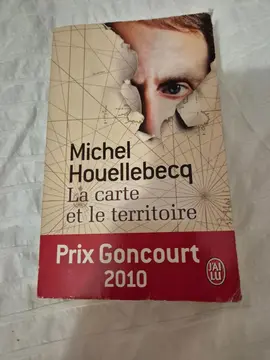 Michel
Houellebecq
La carte
et le territoire
Prix Goncourt
2010
J'AI
LU